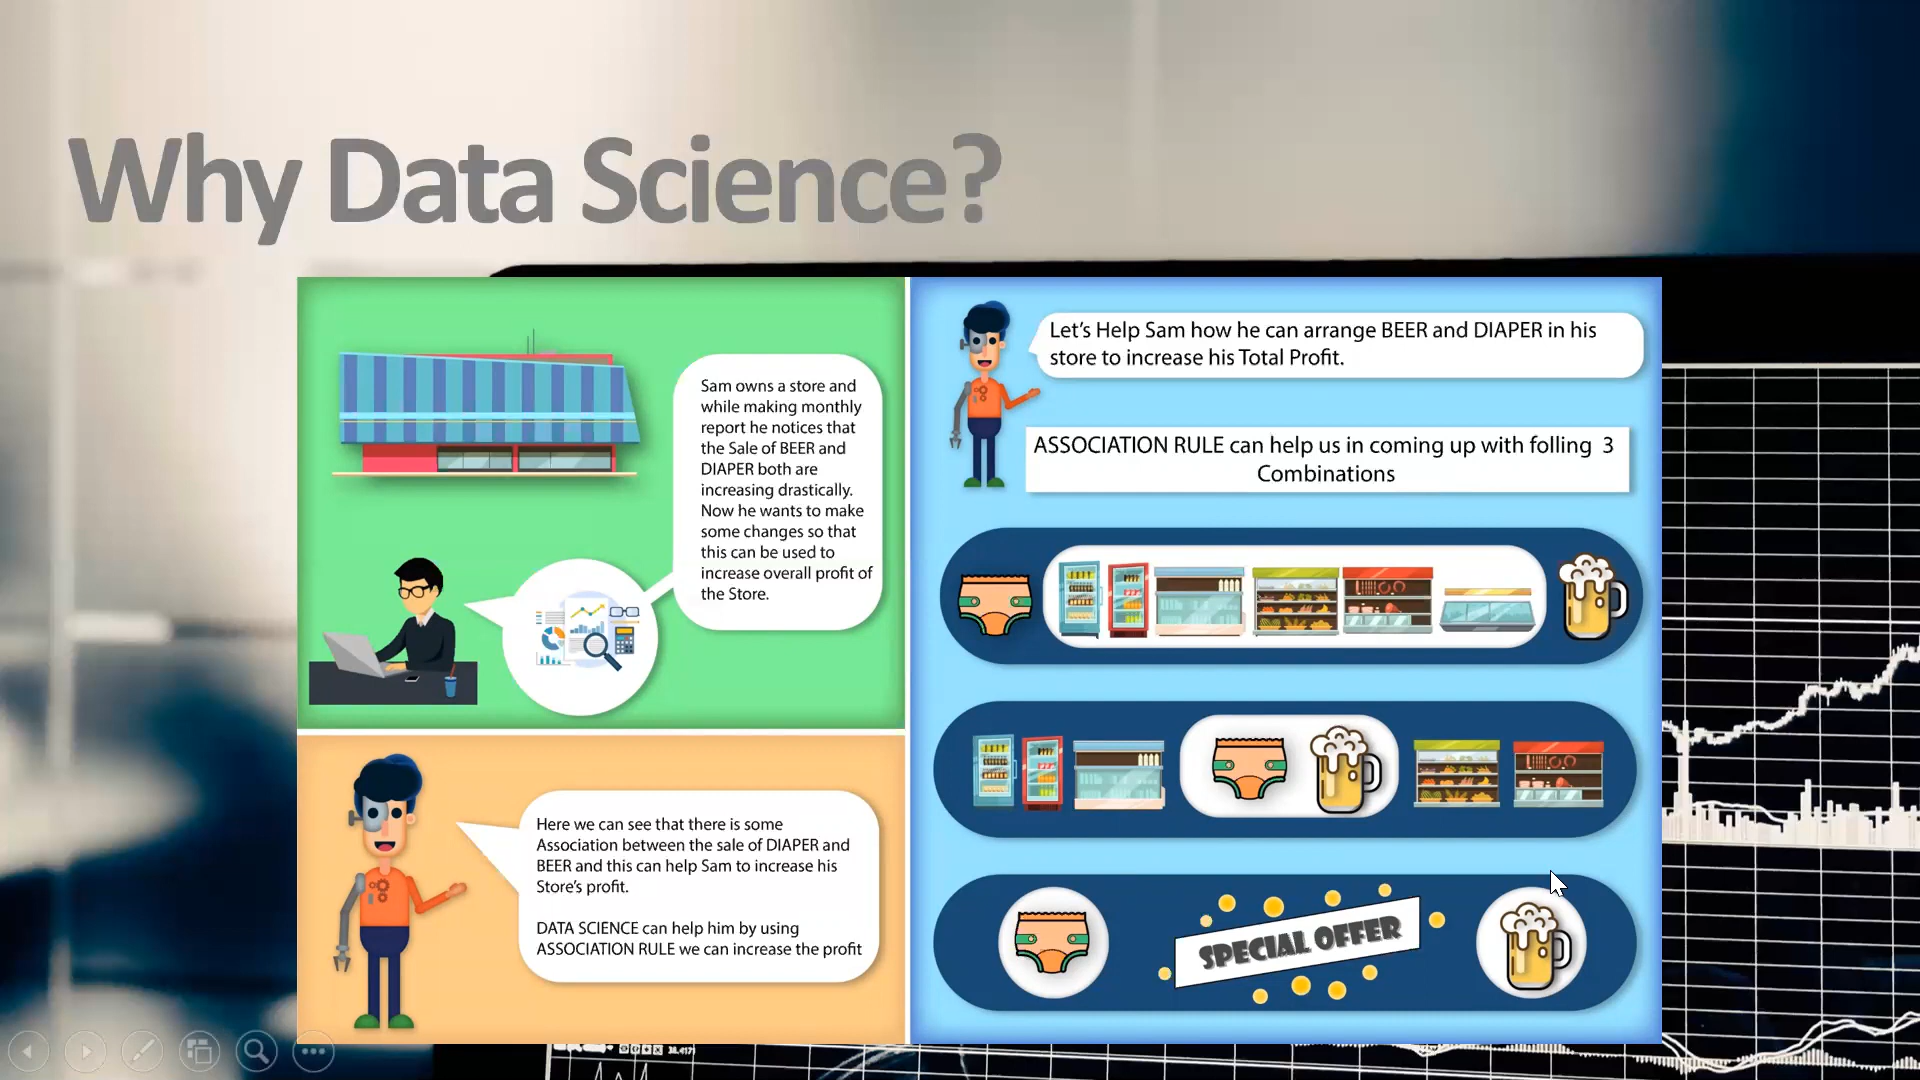 Why Data Science?
Sam owns a store and
while making monthly
report he notices that
the Sale of BEER and
DIAPER both are
increasing drastically.
Now he wants to make
some changes so that
this can be used to
increase overall profit of
the Store.
Here we can see that there is some
Association between the sale of DIAPER and
BEER and this can help Sam to increase his
Store's profit.
DATA SCIENCE can help him by using
ASSOCIATION RULE we can increase the profit
Let's Help Sam how he can arrange BEER and DIAPER in his
store to increase his Total Profit.
ASSOCIATION RULE can help us in coming up with folling 3
Combinations
SPECIAL OFFER